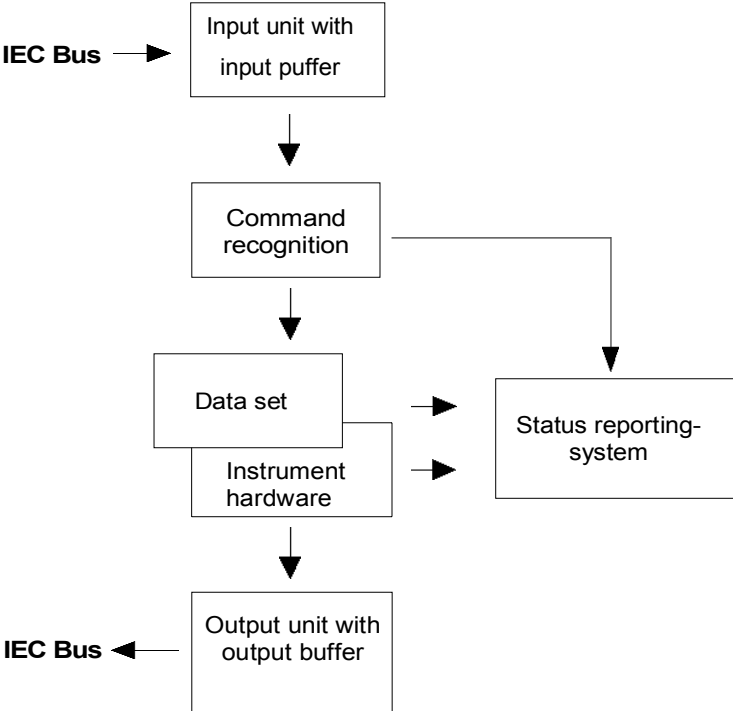 Input unit with
IEC Bus
input puffer
Command
recognition
Data set
Status reporting-
system
Instrument
hardware
Output unit with
IEC Bus
output buffer